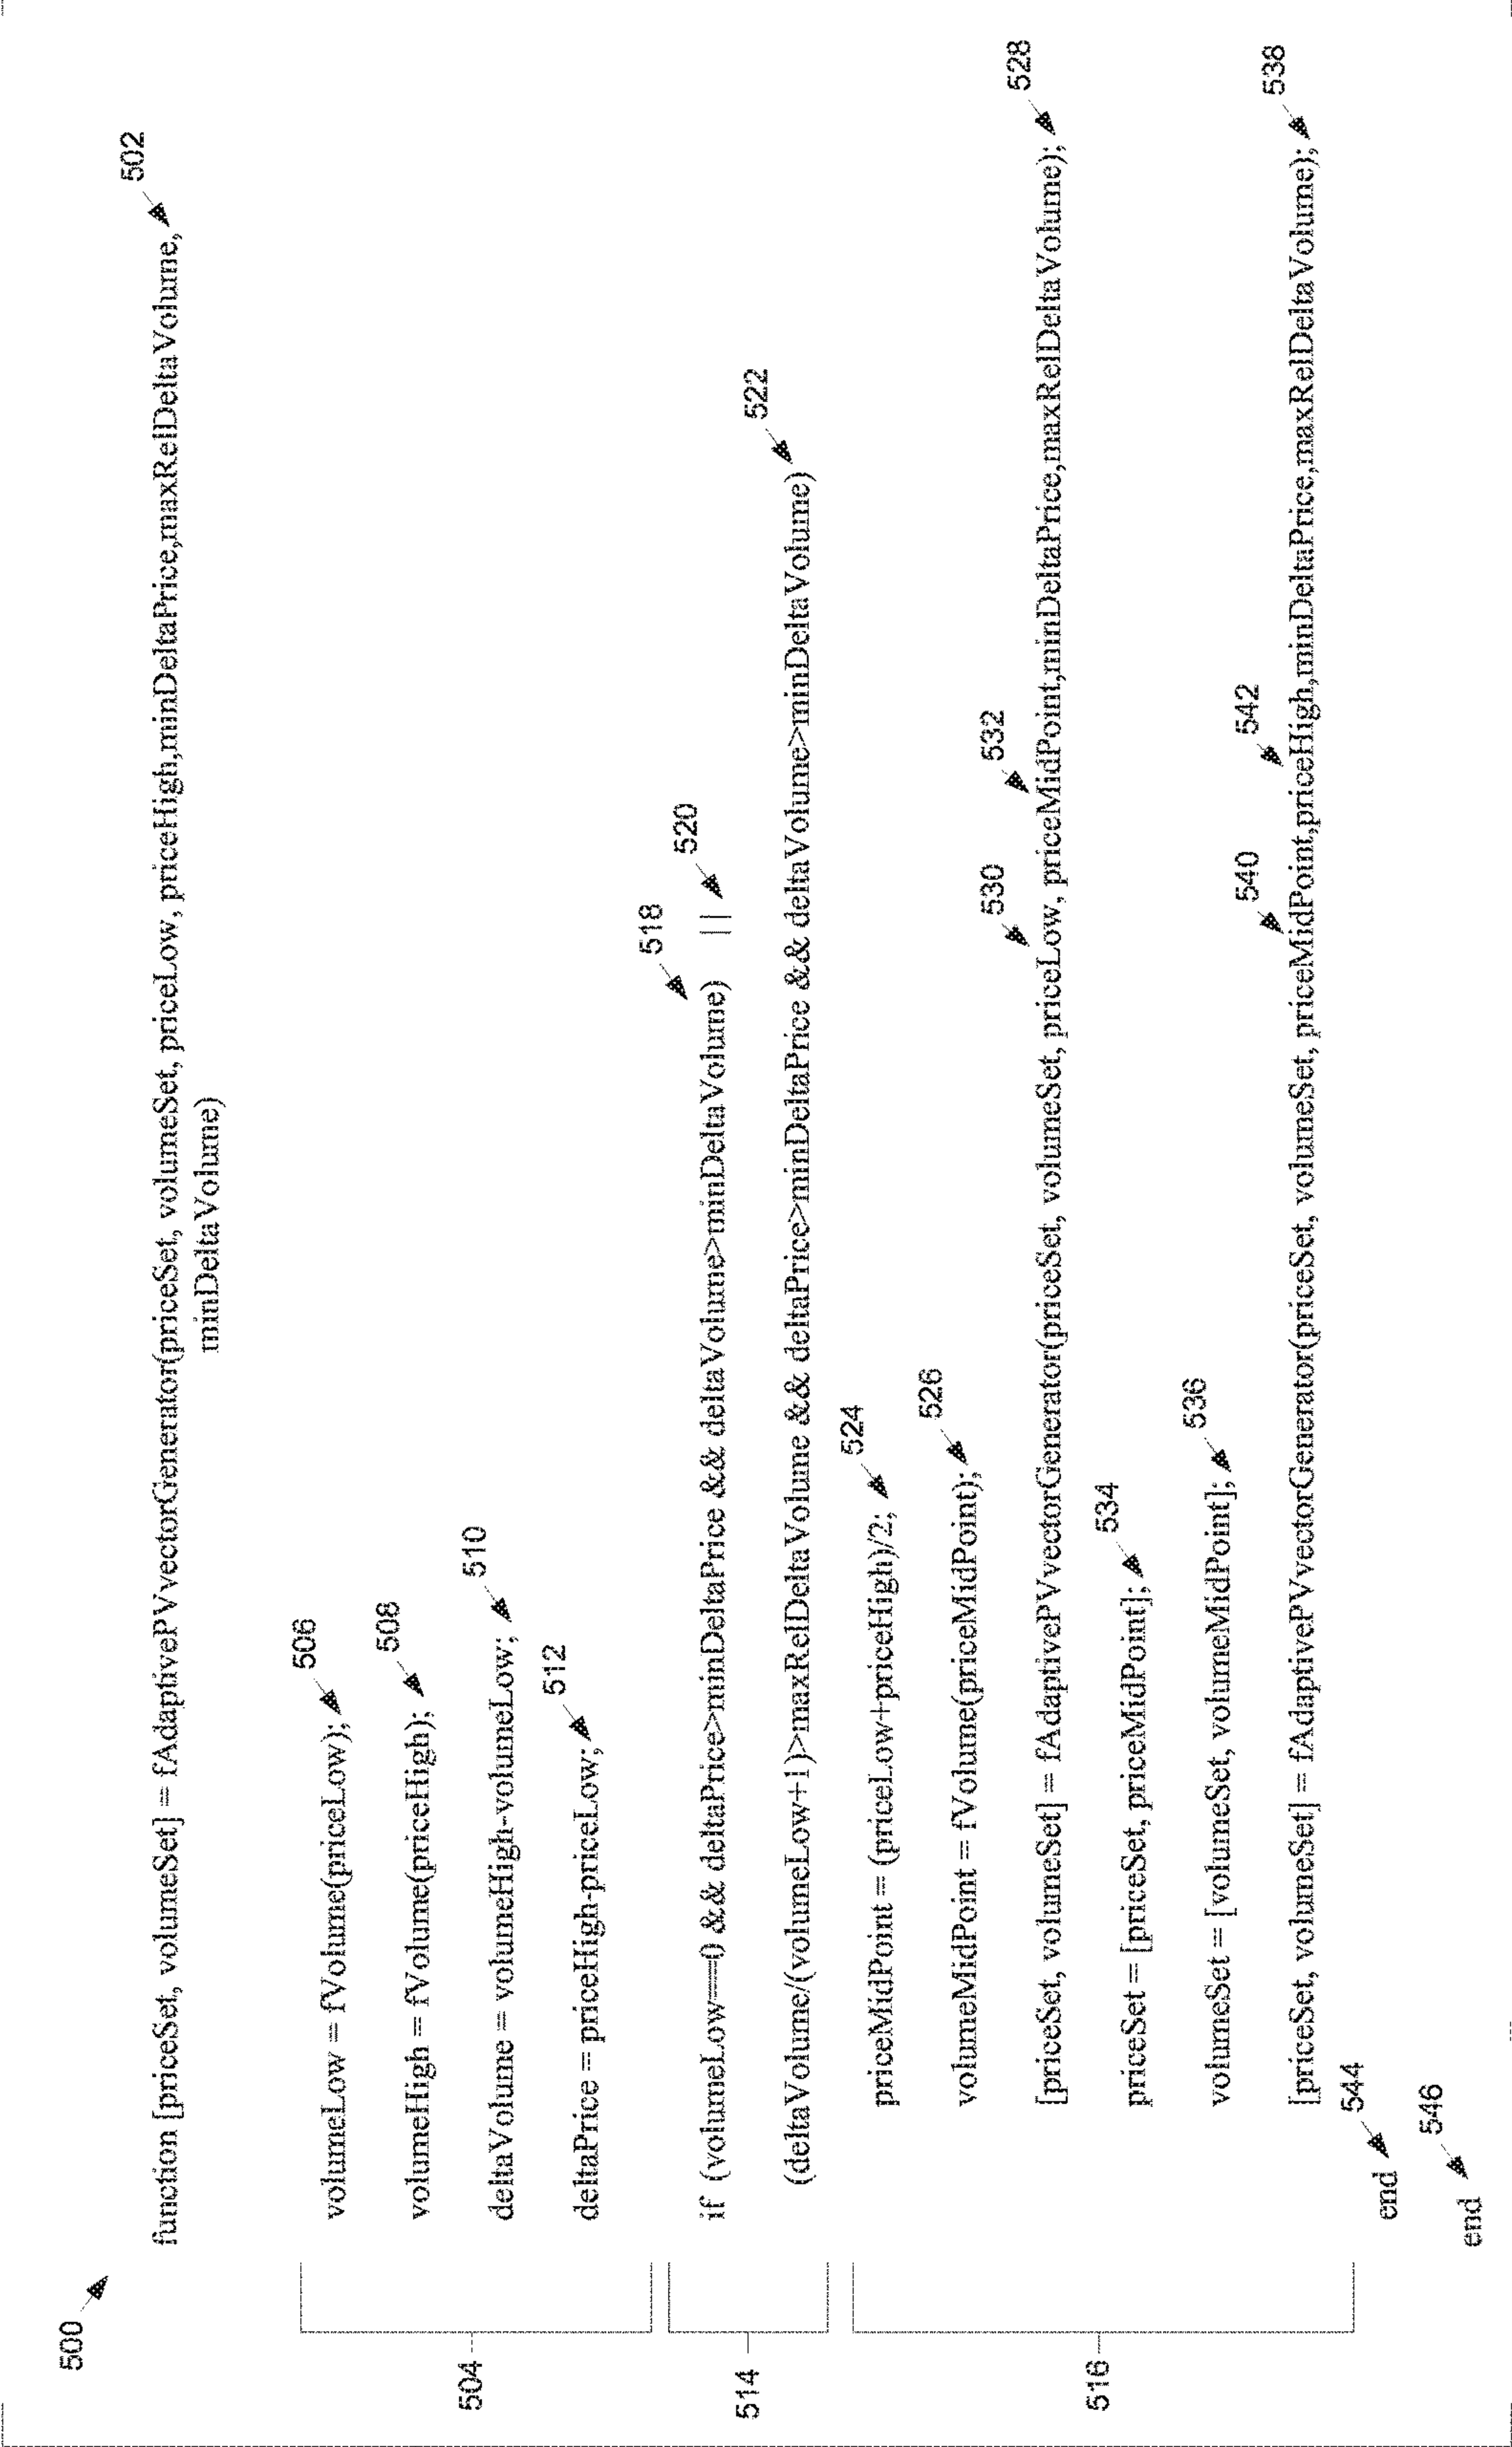 500
function [priceSet, volumeSet] = fAdaptivePVvectorGenerator(priceSet, volumeSet, priceLow, priceHigh,minDeltaPrice,maxRelDeltaVolume, 502
minDeltaVolume)
504
volumeLow = fVolume(priceLow); 506
volumeHigh = fVolume(priceHigh); 508
deltaVolume = volumeHigh-volumeLow; 510
deltaPrice = priceHigh-priceLow; 512
514
if (volumeLow==0 && deltaPrice>minDeltaPrice && deltaVolume>minDeltaVolume) 518 || 520
(deltaVolume/(volumeLow+1)>maxRelDeltaVolume && deltaPrice>minDeltaPrice && deltaVolume>minDeltaVolume) 522
516
priceMidPoint = (priceLow+priceHigh)/2; 524
volumeMidPoint = fVolume(priceMidPoint); 526
530 532
[priceSet, volumeSet] = fAdaptivePVvectorGenerator(priceSet, volumeSet, priceLow, priceMidPoint,minDeltaPrice,maxRelDeltaVolume); 528
priceSet = [priceSet, priceMidPoint]; 534
volumeSet = [volumeSet, volumeMidPoint]; 536
540 542
[priceSet, volumeSet] = fAdaptivePVvectorGenerator(priceSet, volumeSet, priceMidPoint,priceHigh,minDeltaPrice,maxRelDeltaVolume); 538
end 544
end 546